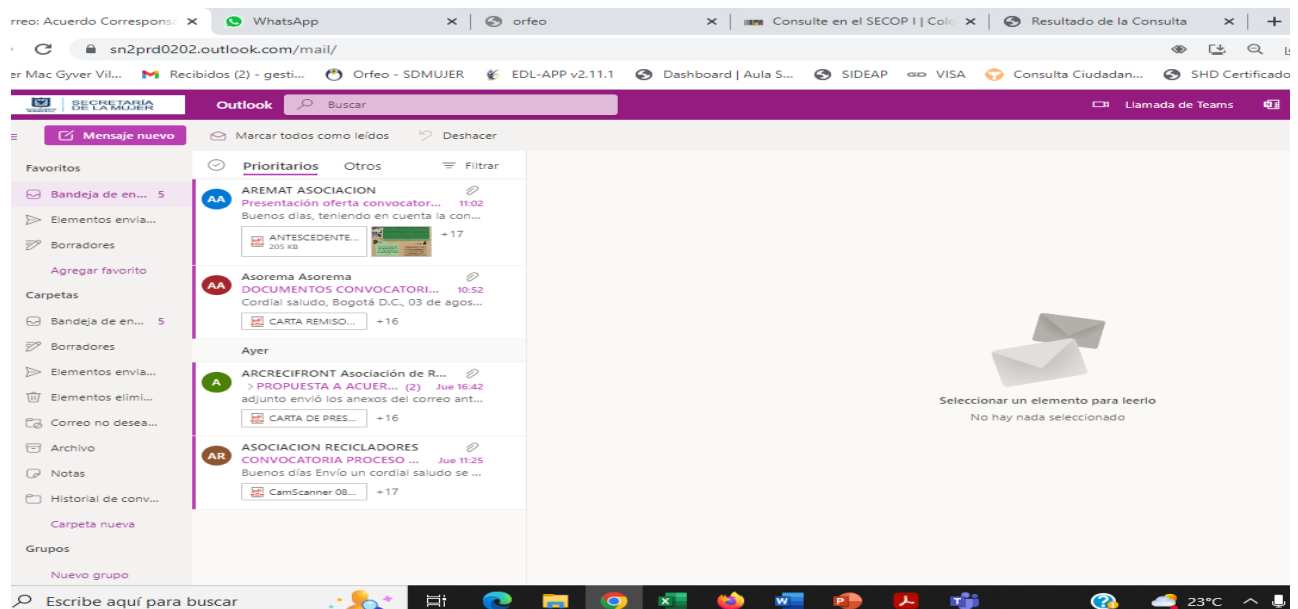 rreo: Acuerdo Corresponsa
WhatsApp
orfeo
Consulte en el SECOP I | Colo
Resultado de la Consulta
sn2prd0202.outlook.com/mail/
er Mac Gyver Vil...
Recibidos (2) - gesti...
Orfeo - SDMUJER
EDL-APP v2.11.1
Dashboard | Aula S...
SIDEAP
VISA
Consulta Ciudadan...
SHD Certificado
SECRETARÍA
DE LA MUJER
Outlook
Buscar
Llamada de Teams
Mensaje nuevo
Marcar todos como leídos
Deshacer
Favoritos
Bandeja de en... 5
Elementos envia...
Borradores
Agregar favorito
Carpetas
Bandeja de en... 5
Borradores
Elementos envia...
Elementos elimi...
Correo no desea...
Archivo
Notas
Historial de conv...
Carpeta nueva
Grupos
Nuevo grupo
Prioritarios Otros Filtrar
AA
AREMAT ASOCIACION
Presentación oferta convocator... 11:02
Buenos días, teniendo en cuenta la con...
ANTESCEDENTE...
205 KB
+17
AA
Asorema Asorema
DOCUMENTOS CONVOCATORI... 10:52
Cordial saludo, Bogotá D.C., 03 de agos...
CARTA REMISO... +16
Ayer
A
ARCRECIFRONT Asociación de R...
> PROPUESTA A ACUER... (2) Jue 16:42
adjunto envió los anexos del correo ant...
CARTA DE PRES... +16
AR
ASOCIACION RECICLADORES
CONVOCATORIA PROCESO ... Jue 11:25
Buenos días Envío un cordial saludo se ...
CamScanner 08... +17
Seleccionar un elemento para leerlo
No hay nada seleccionado
Escribe aquí para buscar
23°C